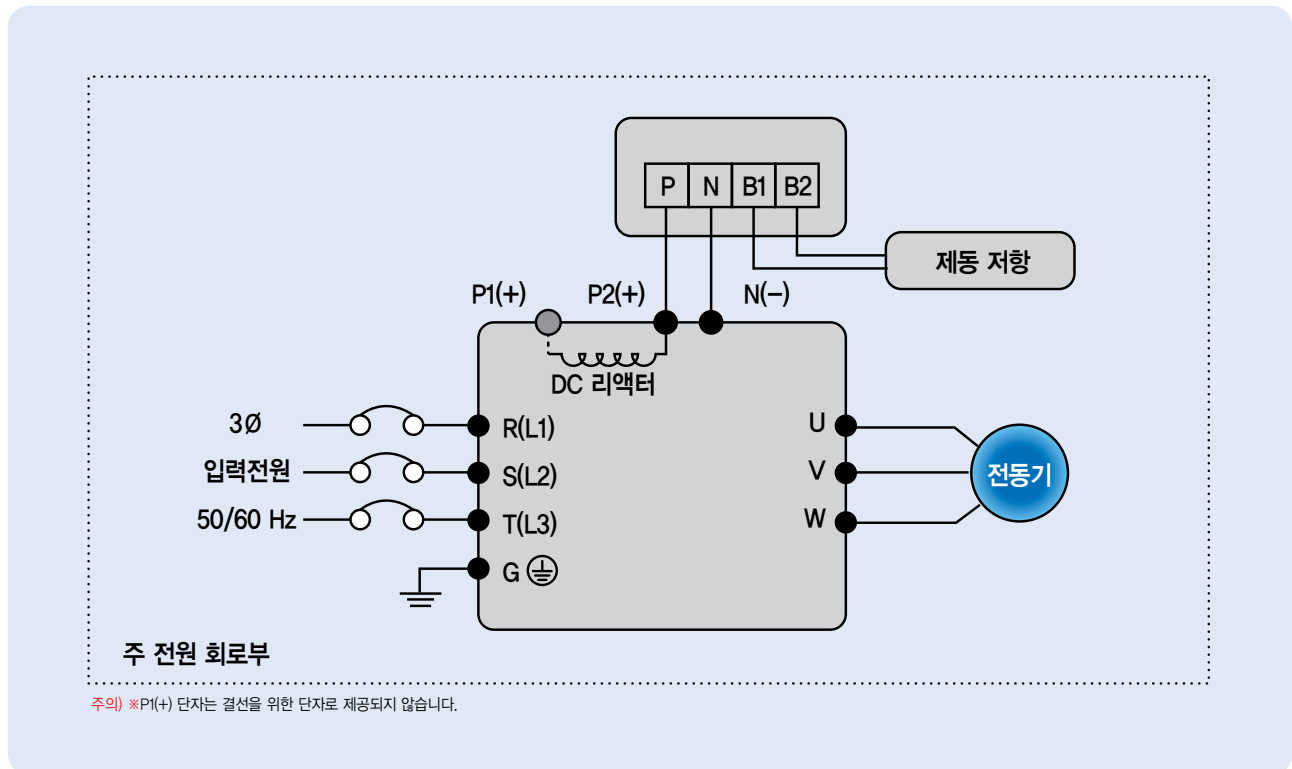 P N B1 B2
제동 저항
P1(+) P2(+) N(−)
DC 리액터
3Ø
R(L1)
U
입력전원
S(L2)
V
전동기
50/60 Hz
T(L3)
W
G
주 전원 회로부
주의) ※P1(+) 단자는 결선을 위한 단자로 제공되지 않습니다.